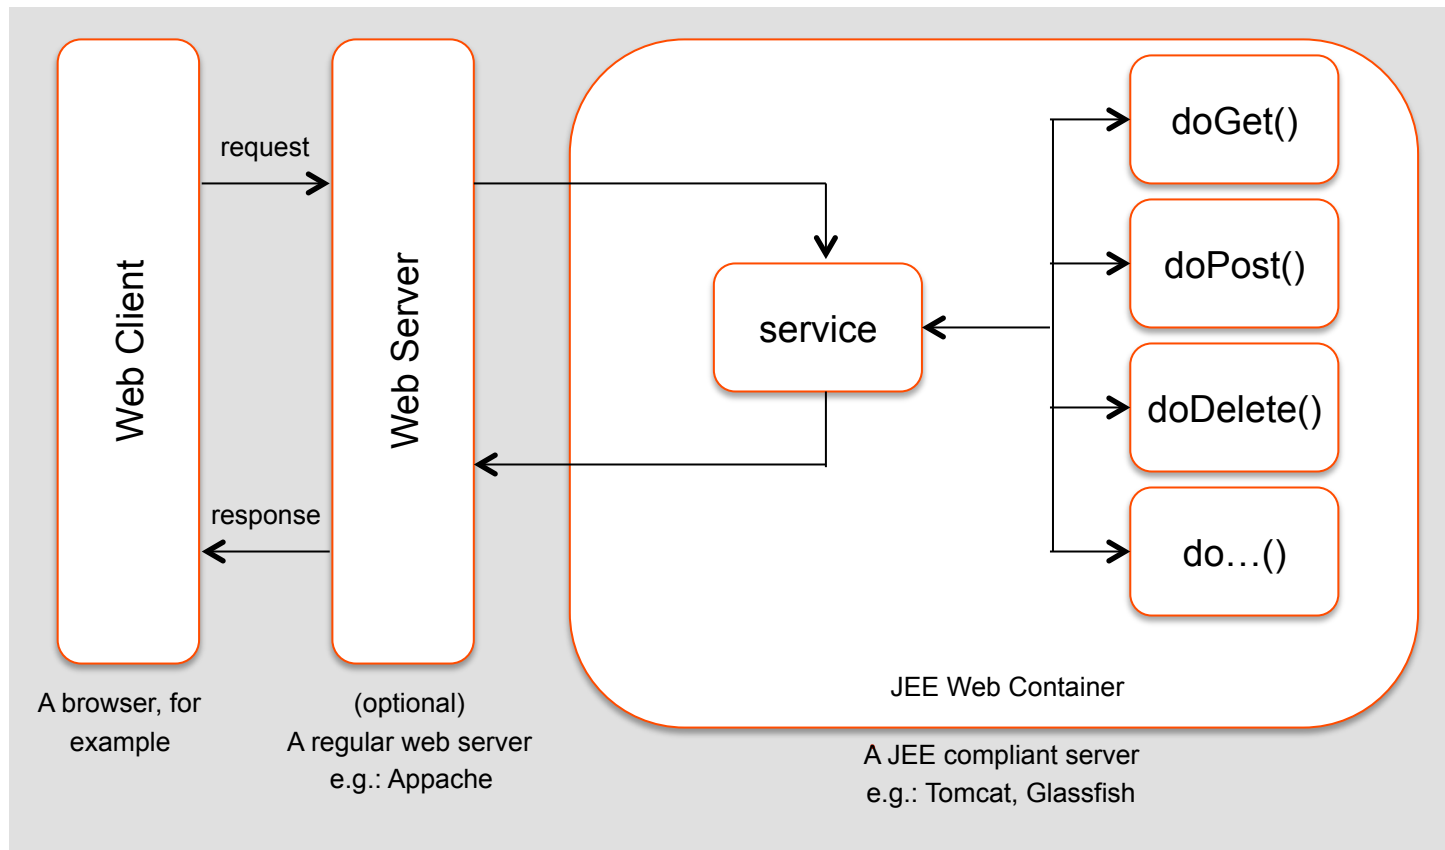 Web Client
request
response
Web Server
service
doGet()
doPost()
doDelete()
do…()
JEE Web Container
A browser, for
example
(optional)
A regular web server
e.g.: Appache
A JEE compliant server
e.g.: Tomcat, Glassfish